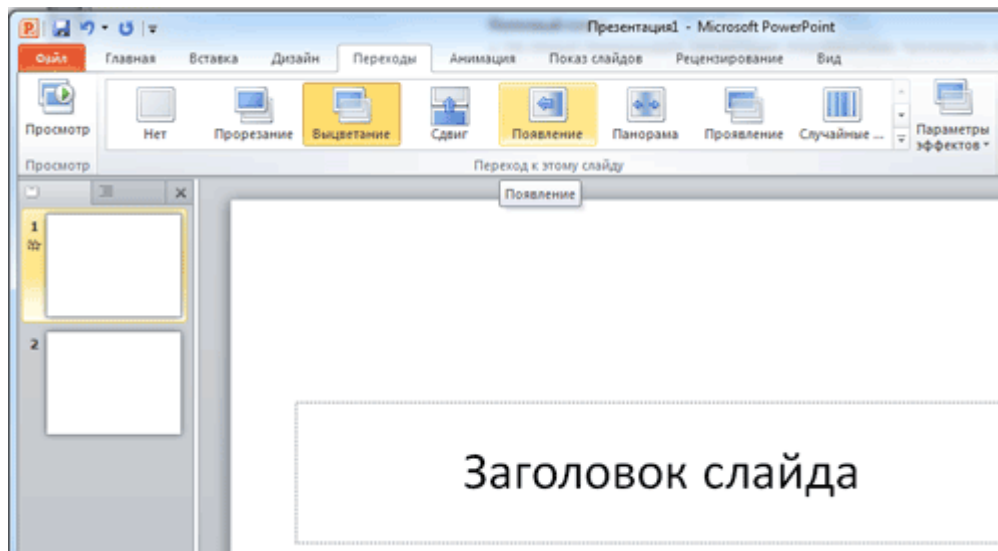 Презентация1 - Microsoft PowerPoint
Файл Главная Вставка Дизайн Переходы Анимация Показ слайдов Рецензирование Вид
Просмотр Нет Прорезание Выцветание Сдвиг Появление Панорама Проявление Случайные ... Параметры эффектов
Просмотр Переход к этому слайду
Появление
1
2
Заголовок слайда